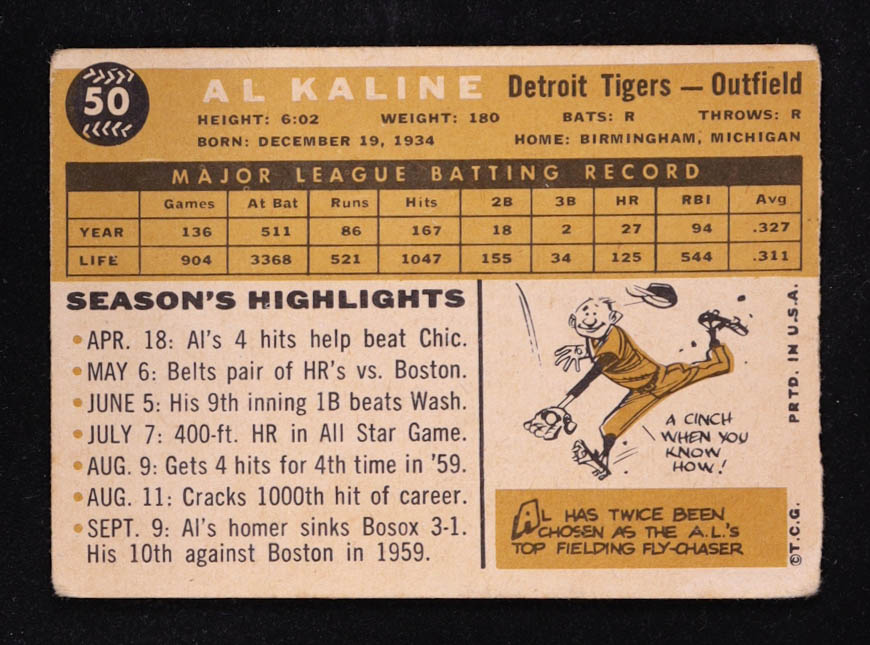 50
AL KALINE Detroit Tigers — Outfield
HEIGHT: 6:02 WEIGHT: 180 BATS: R THROWS: R
BORN: DECEMBER 19, 1934 HOME: BIRMINGHAM, MICHIGAN
MAJOR LEAGUE BATTING RECORD
Games At Bat Runs Hits 2B 3B HR RBI Avg
YEAR 136 511 86 167 18 2 27 94 .327
LIFE 904 3368 521 1047 155 34 125 544 .311
SEASON'S HIGHLIGHTS
• APR. 18: Al's 4 hits help beat Chic.
• MAY 6: Belts pair of HR's vs. Boston.
• JUNE 5: His 9th inning 1B beats Wash.
• JULY 7: 400-ft. HR in All Star Game.
• AUG. 9: Gets 4 hits for 4th time in '59.
• AUG. 11: Cracks 1000th hit of career.
• SEPT. 9: Al's homer sinks Bosox 3-1.
His 10th against Boston in 1959.
A CINCH
WHEN YOU
KNOW
HOW!
AL HAS TWICE BEEN
CHOSEN AS THE A.L.'S
TOP FIELDING FLY-CHASER
PRTD. IN U.S.A.
©T.C.G.